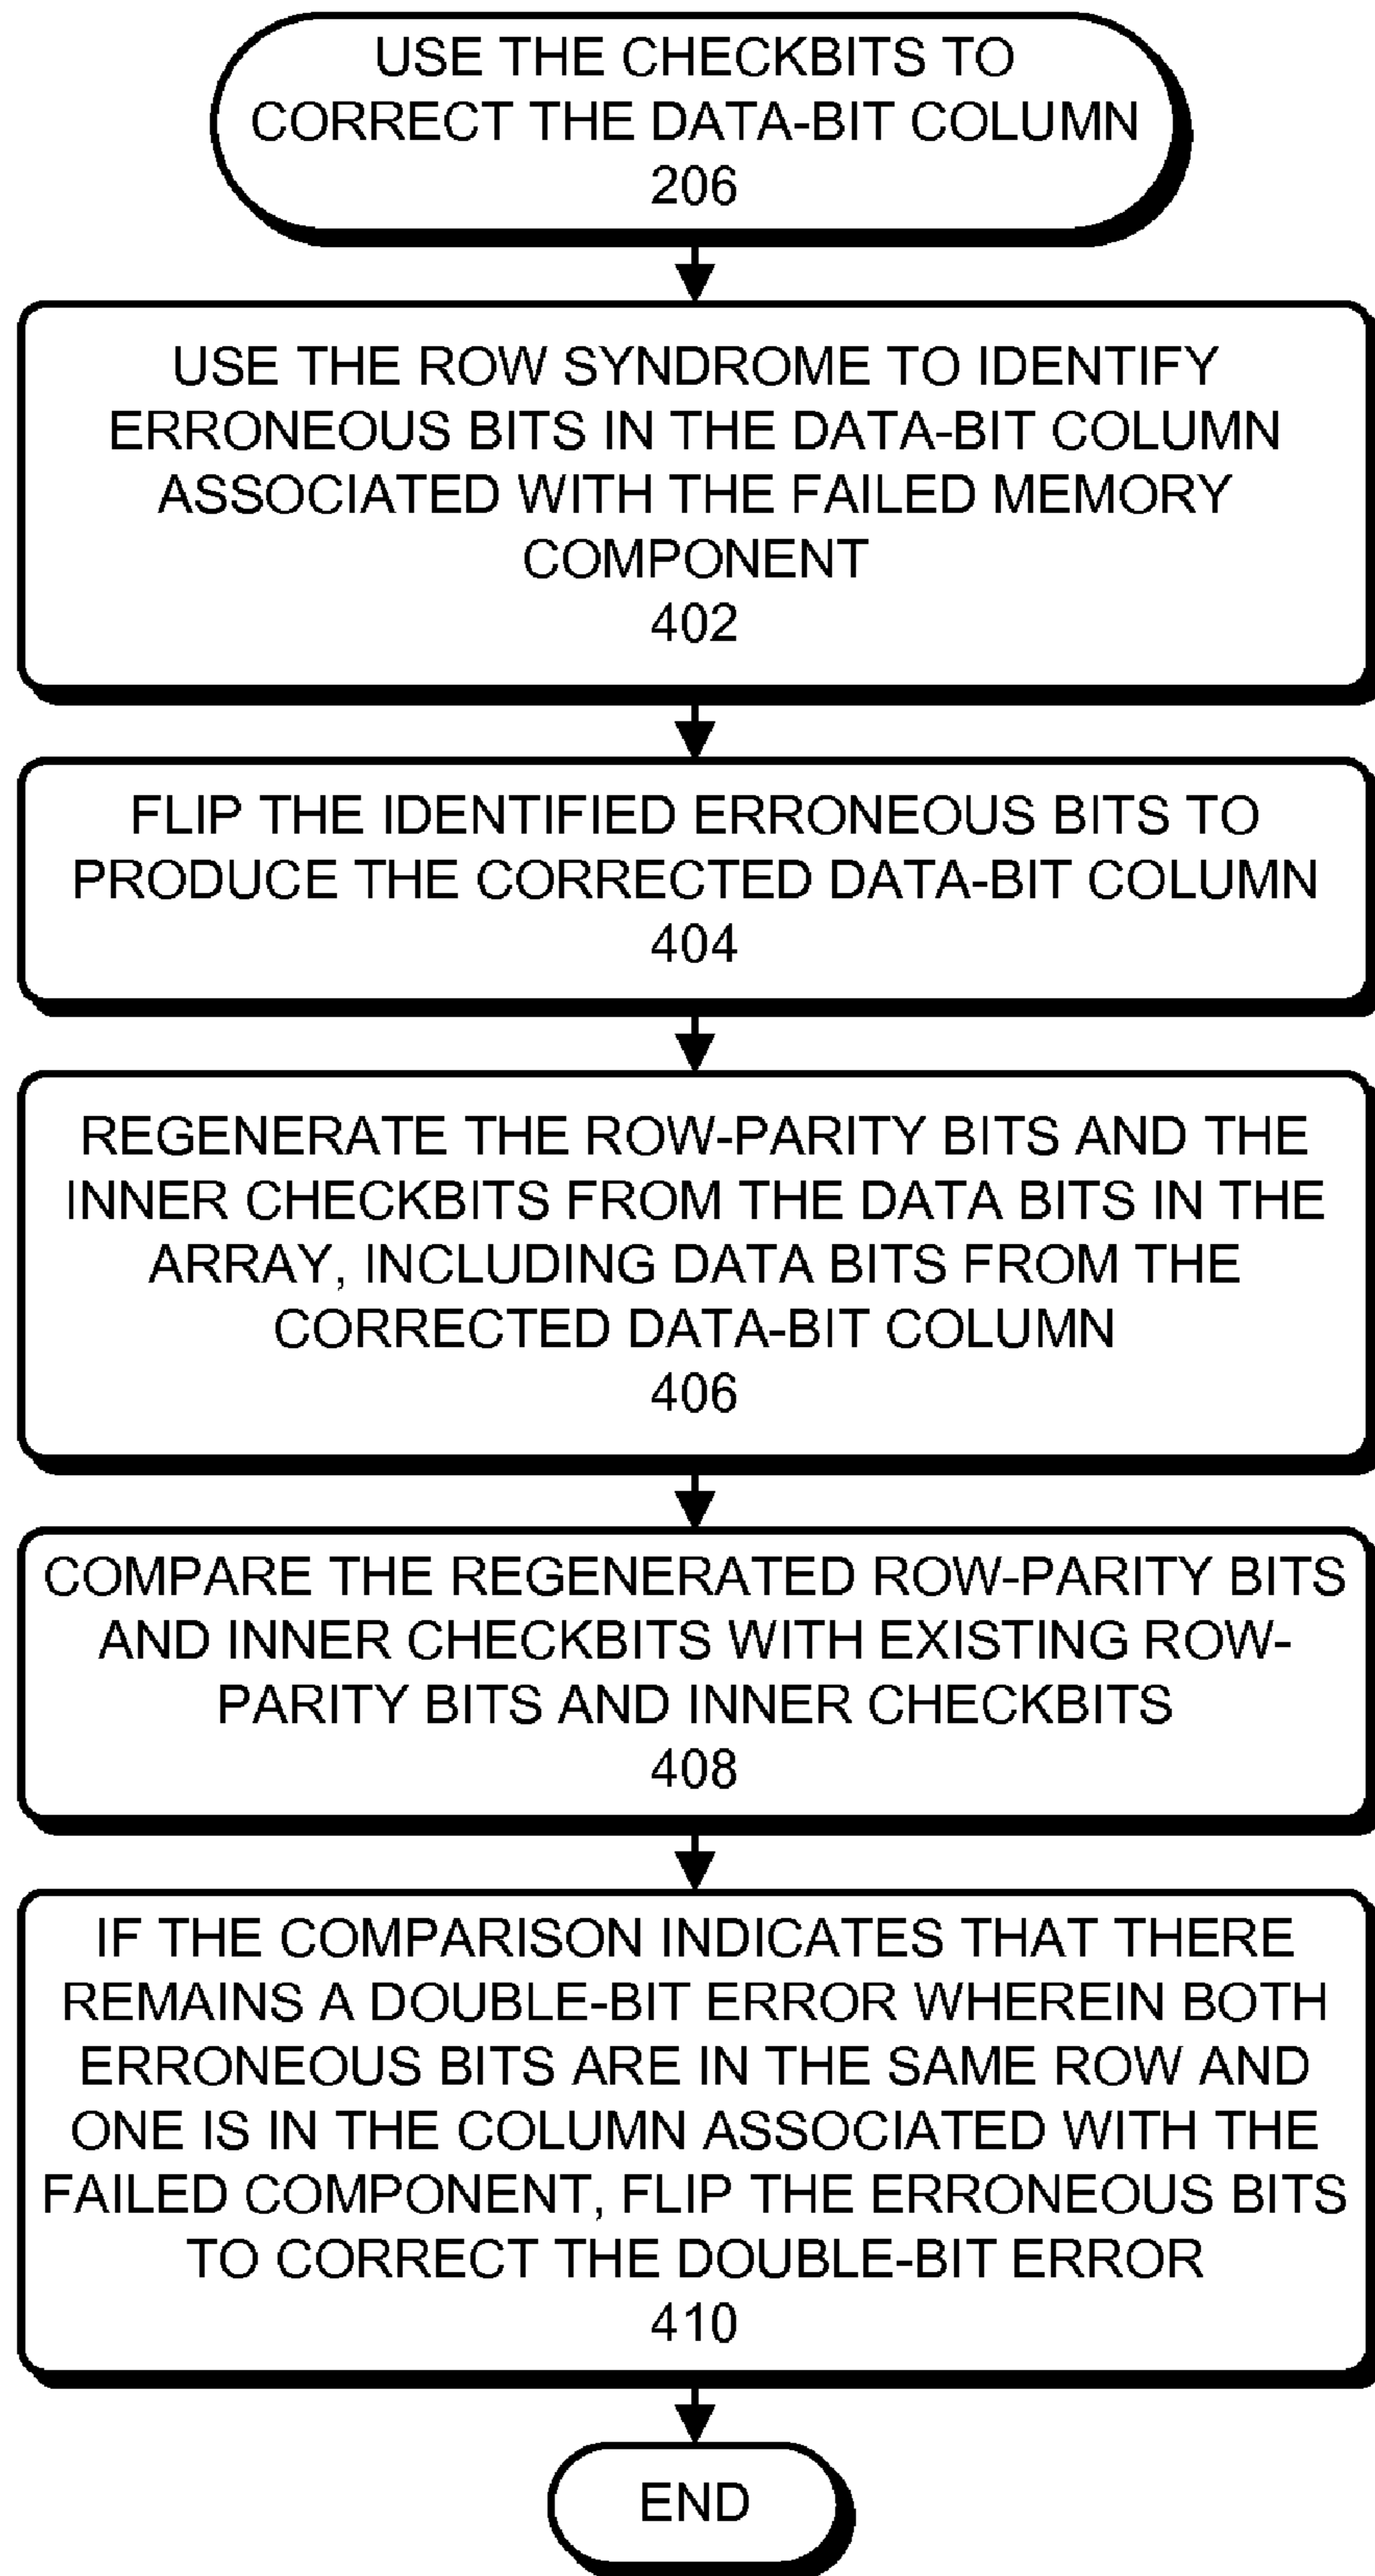 USE THE CHECKBITS TO
CORRECT THE DATA-BIT COLUMN
206
USE THE ROW SYNDROME TO IDENTIFY
ERRONEOUS BITS IN THE DATA-BIT COLUMN
ASSOCIATED WITH THE FAILED MEMORY
COMPONENT
402
FLIP THE IDENTIFIED ERRONEOUS BITS TO
PRODUCE THE CORRECTED DATA-BIT COLUMN
404
REGENERATE THE ROW-PARITY BITS AND THE
INNER CHECKBITS FROM THE DATA BITS IN THE
ARRAY, INCLUDING DATA BITS FROM THE
CORRECTED DATA-BIT COLUMN
406
COMPARE THE REGENERATED ROW-PARITY BITS
AND INNER CHECKBITS WITH EXISTING ROW-
PARITY BITS AND INNER CHECKBITS
408
IF THE COMPARISON INDICATES THAT THERE
REMAINS A DOUBLE-BIT ERROR WHEREIN BOTH
ERRONEOUS BITS ARE IN THE SAME ROW AND
ONE IS IN THE COLUMN ASSOCIATED WITH THE
FAILED COMPONENT, FLIP THE ERRONEOUS BITS
TO CORRECT THE DOUBLE-BIT ERROR
410
END